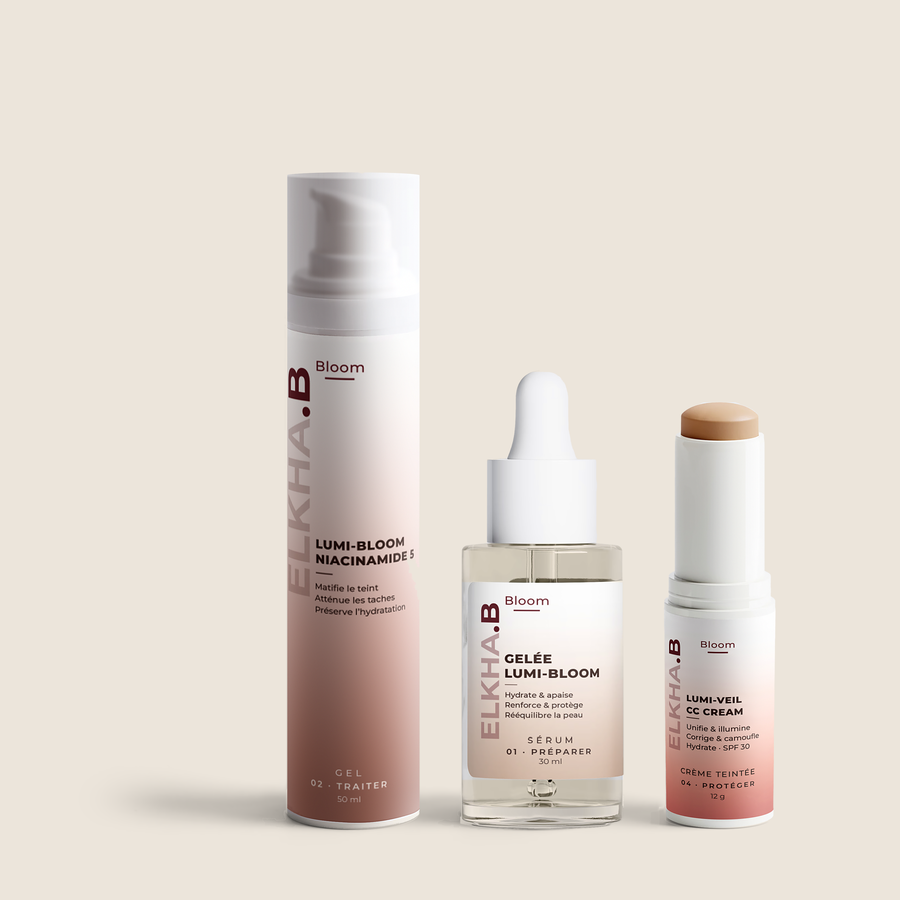 ELKHA.B
Bloom
LUMI-BLOOM
NIACINAMIDE 5
Matifie le teint
Atténue les taches
Préserve l'hydratation
GEL
02 · TRAITER
50 ml
ELKHA.B
Bloom
GELÉE
LUMI-BLOOM
Hydrate & apaise
Renforce & protège
Rééquilibre la peau
SÉRUM
01 · PRÉPARER
30 ml
ELKHA.B
Bloom
LUMI-VEIL
CC CREAM
Unifie & illumine
Corrige & camoufle
Hydrate · SPF 30
CRÈME TEINTÉE
04 · PROTÉGER
12 g